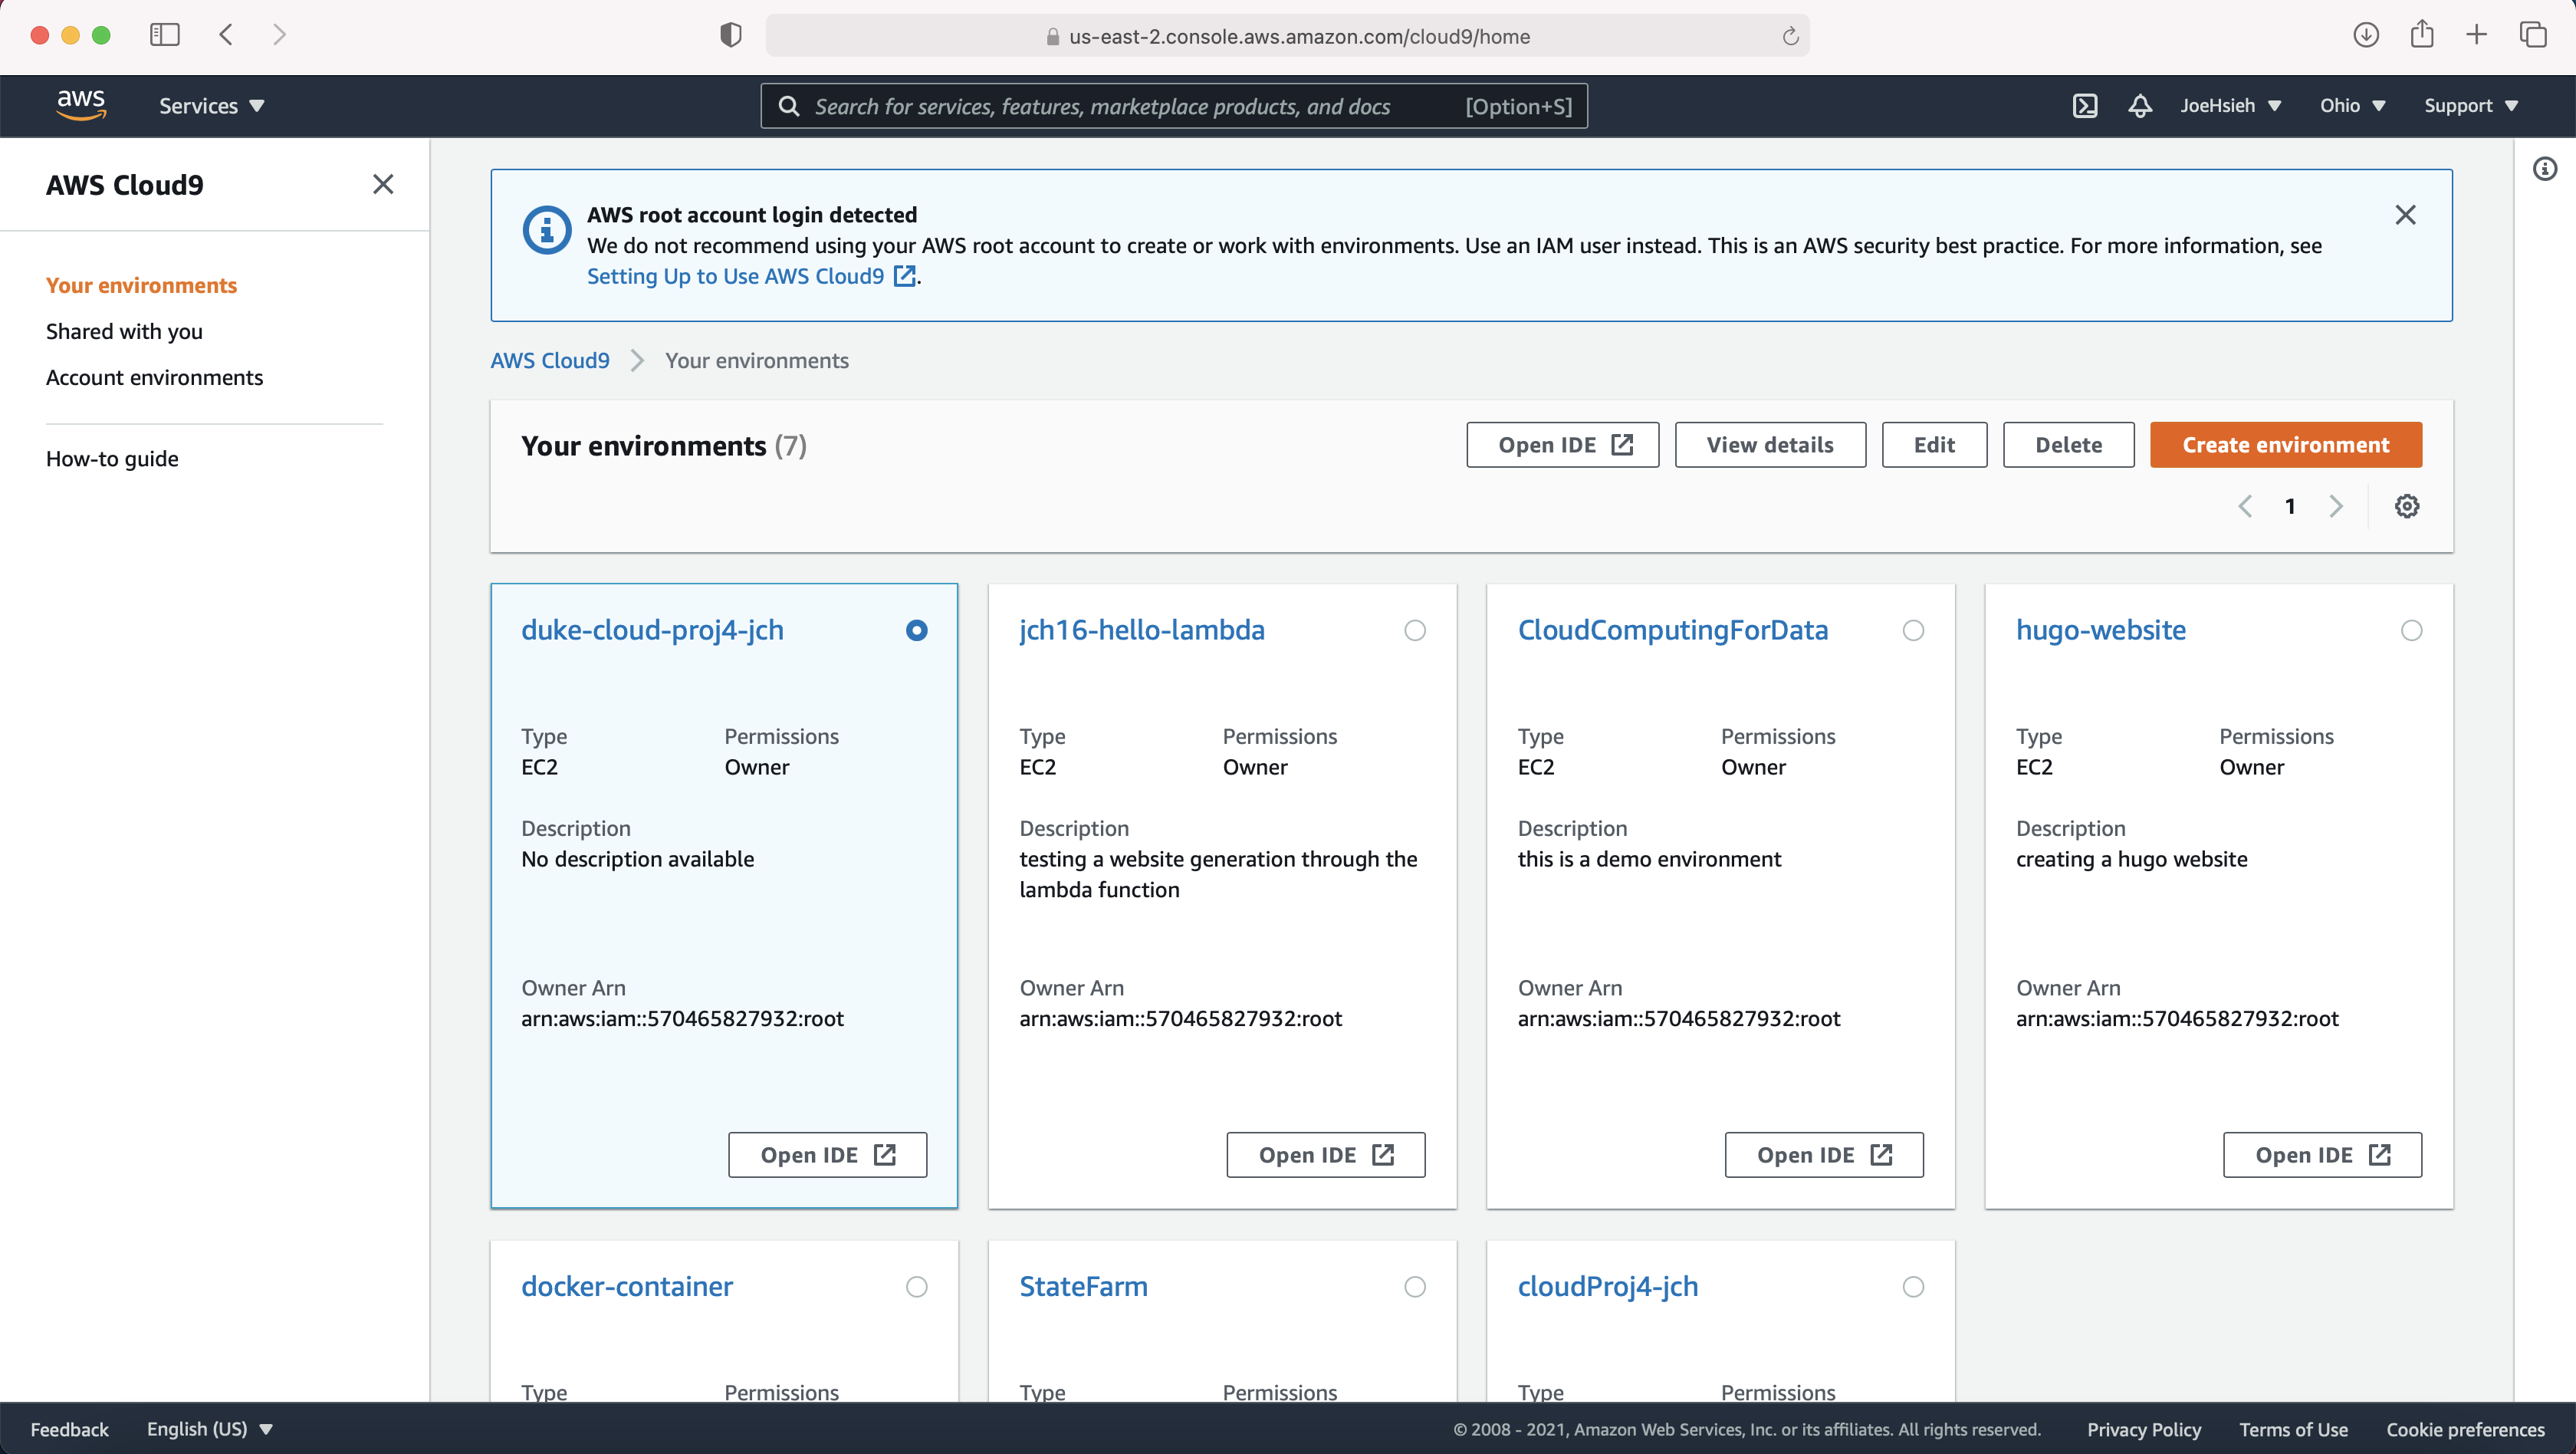 us-east-2.console.aws.amazon.com/cloud9/home
aws
Services
Search for services, features, marketplace products, and docs
[Option+S]
JoeHsieh
Ohio
Support
AWS Cloud9
Your environments
Shared with you
Account environments
How-to guide
AWS root account login detected
We do not recommend using your AWS root account to create or work with environments. Use an IAM user instead. This is an AWS security best practice. For more information, see
Setting Up to Use AWS Cloud9 .
AWS Cloud9 > Your environments
Your environments (7)
Open IDE
View details
Edit
Delete
Create environment
1
duke-cloud-proj4-jch
Type
Permissions
EC2
Owner
Description
No description available
Owner Arn
arn:aws:iam::570465827932:root
Open IDE
jch16-hello-lambda
Type
Permissions
EC2
Owner
Description
testing a website generation through the
lambda function
Owner Arn
arn:aws:iam::570465827932:root
Open IDE
CloudComputingForData
Type
Permissions
EC2
Owner
Description
this is a demo environment
Owner Arn
arn:aws:iam::570465827932:root
Open IDE
hugo-website
Type
Permissions
EC2
Owner
Description
creating a hugo website
Owner Arn
arn:aws:iam::570465827932:root
Open IDE
docker-container
Type
Permissions
StateFarm
Type
Permissions
cloudProj4-jch
Type
Permissions
Feedback
English (US)
© 2008 - 2021, Amazon Web Services, Inc. or its affiliates. All rights reserved.
Privacy Policy
Terms of Use
Cookie preferences